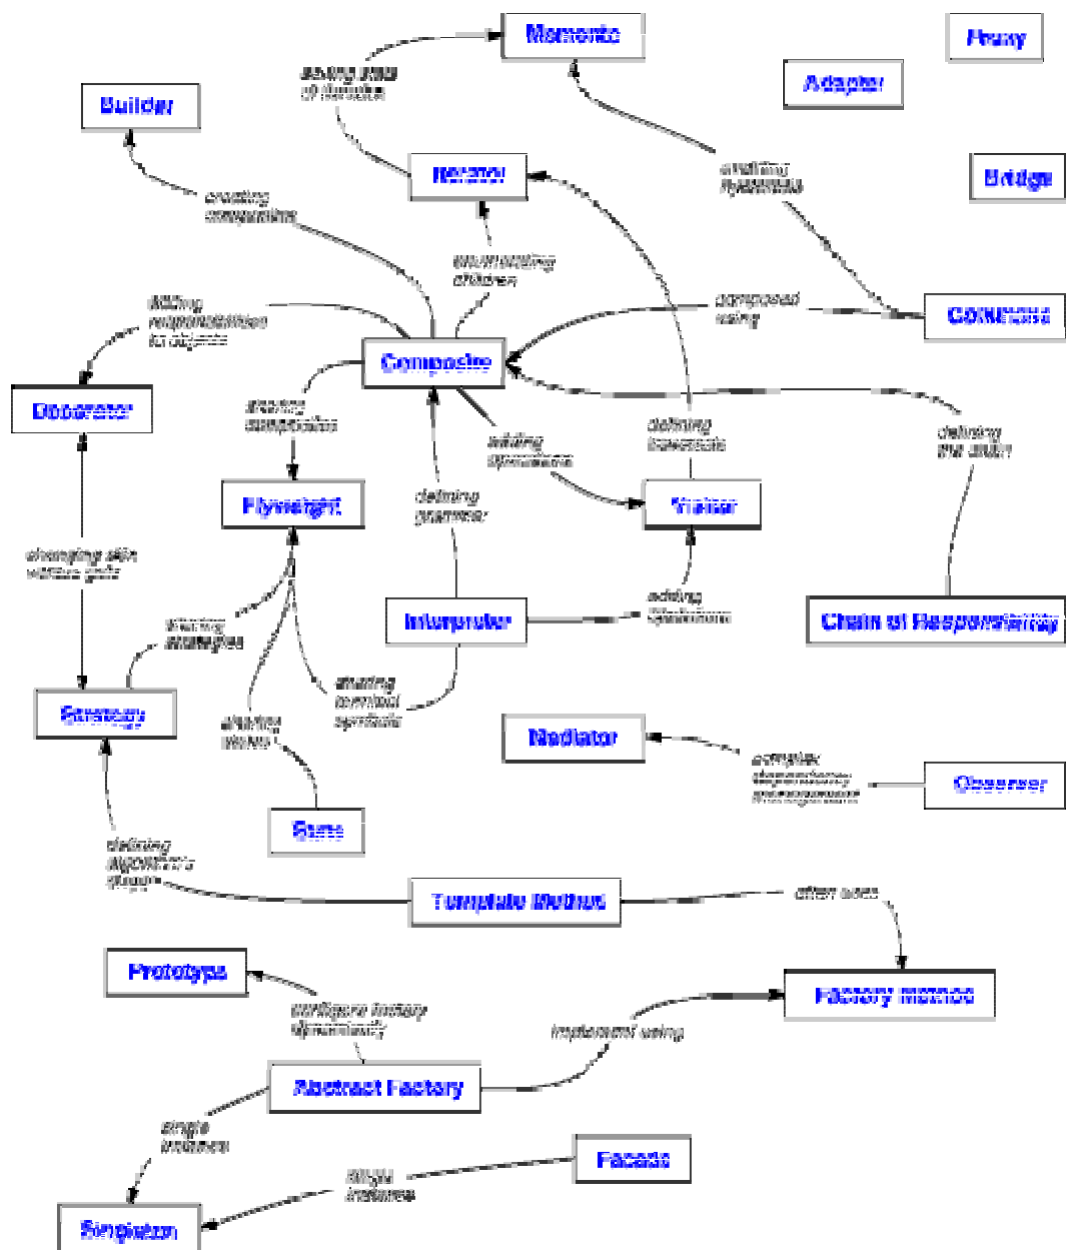 Memento
Proxy
Adapter
Builder
saving state
of iteration
Iterator
avoiding
hysteresis
Bridge
creating
composites
enumerating
children
adding
responsibilities
to objects
composed
using
Command
Composite
Decorator
sharing
composites
adding
operations
defining
traversals
defining
the chain
Flyweight
defining
grammar
Visitor
changing skin
versus guts
sharing
strategies
Interpreter
adding
operations
Chain of Responsibility
Strategy
sharing
states
sharing
terminal
symbols
Mediator
complex
dependency
management
Observer
State
defining
algorithm's
steps
Template Method
often uses
Prototype
configure factory
dynamically
implement using
Factory Method
Abstract Factory
single
instance
Facade
single
instance
Singleton